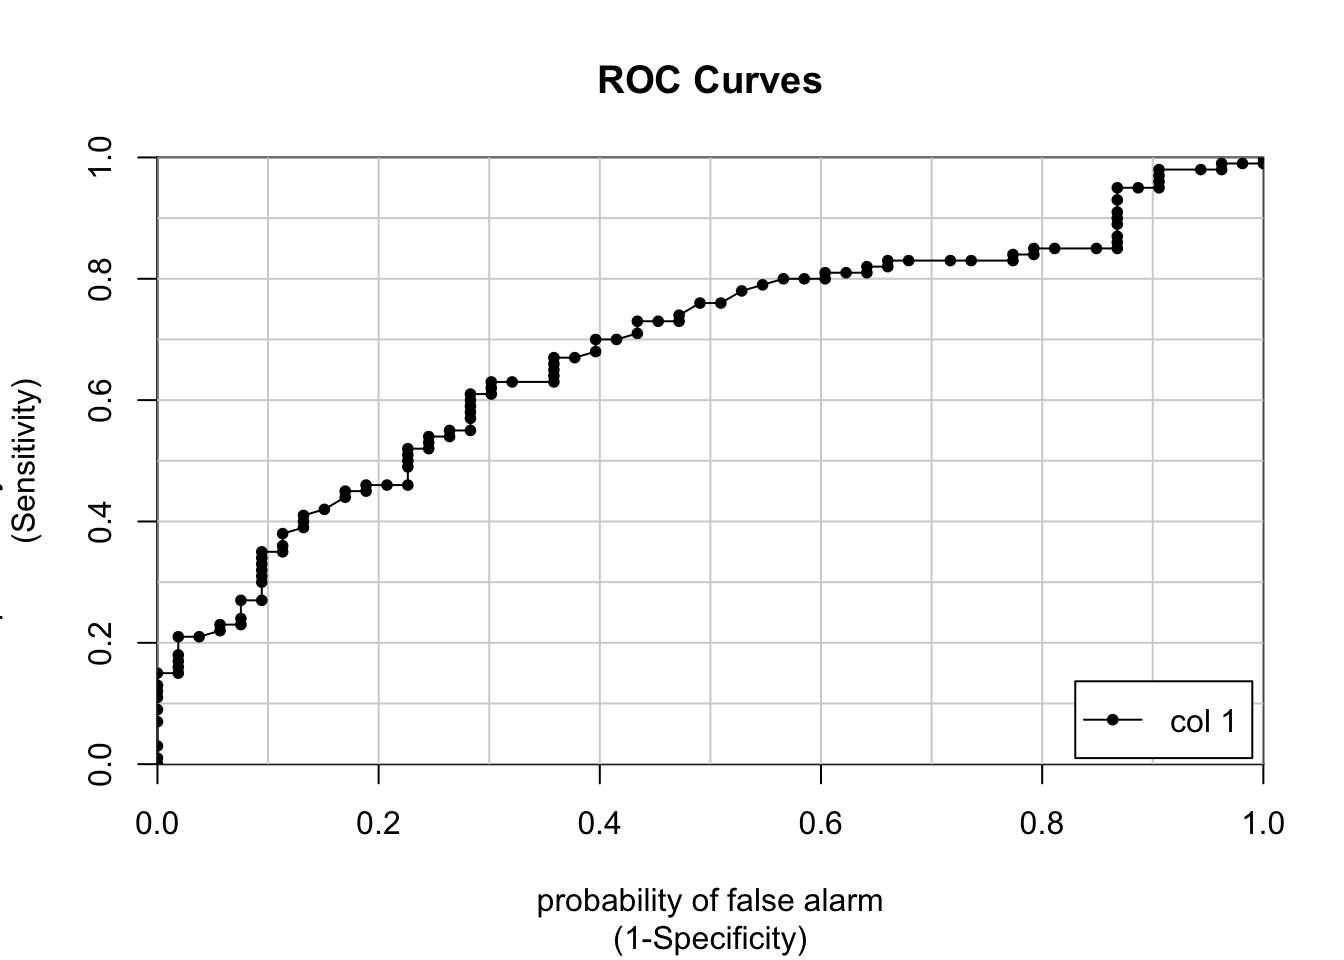 ROC Curves
(Sensitivity)
1.0
0.8
0.6
0.4
0.2
0.0
col 1
0.0 0.2 0.4 0.6 0.8 1.0
probability of false alarm
(1-Specificity)